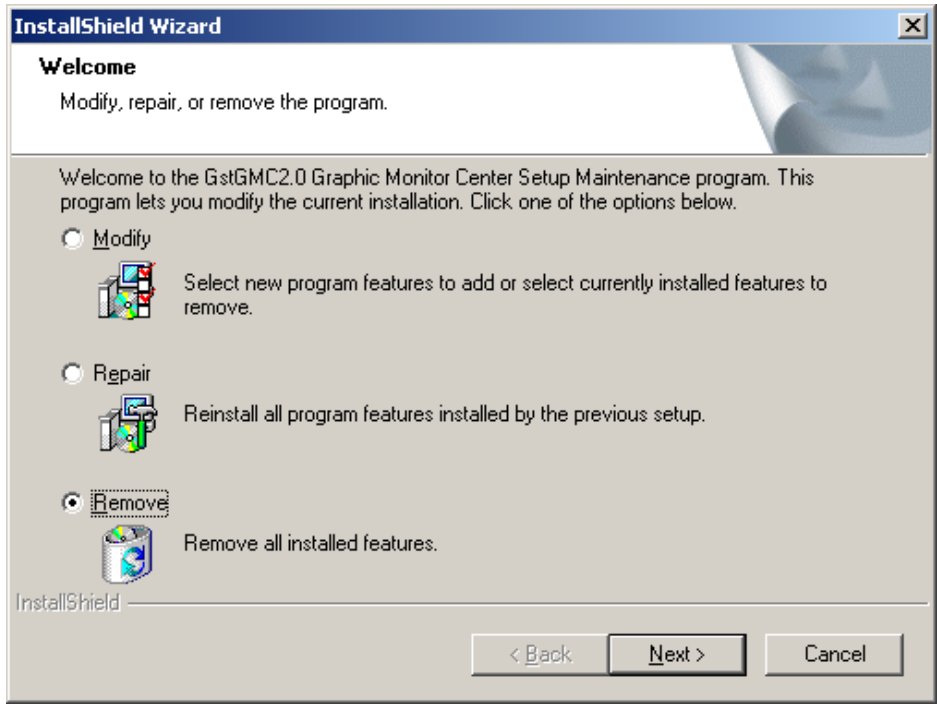 InstallShield Wizard
Welcome
Modify, repair, or remove the program.
Welcome to the GstGMC2.0 Graphic Monitor Center Setup Maintenance program. This
program lets you modify the current installation. Click one of the options below.
Modify
Select new program features to add or select currently installed features to
remove.
Repair
Reinstall all program features installed by the previous setup.
Remove
Remove all installed features.
InstallShield
< Back
Next >
Cancel